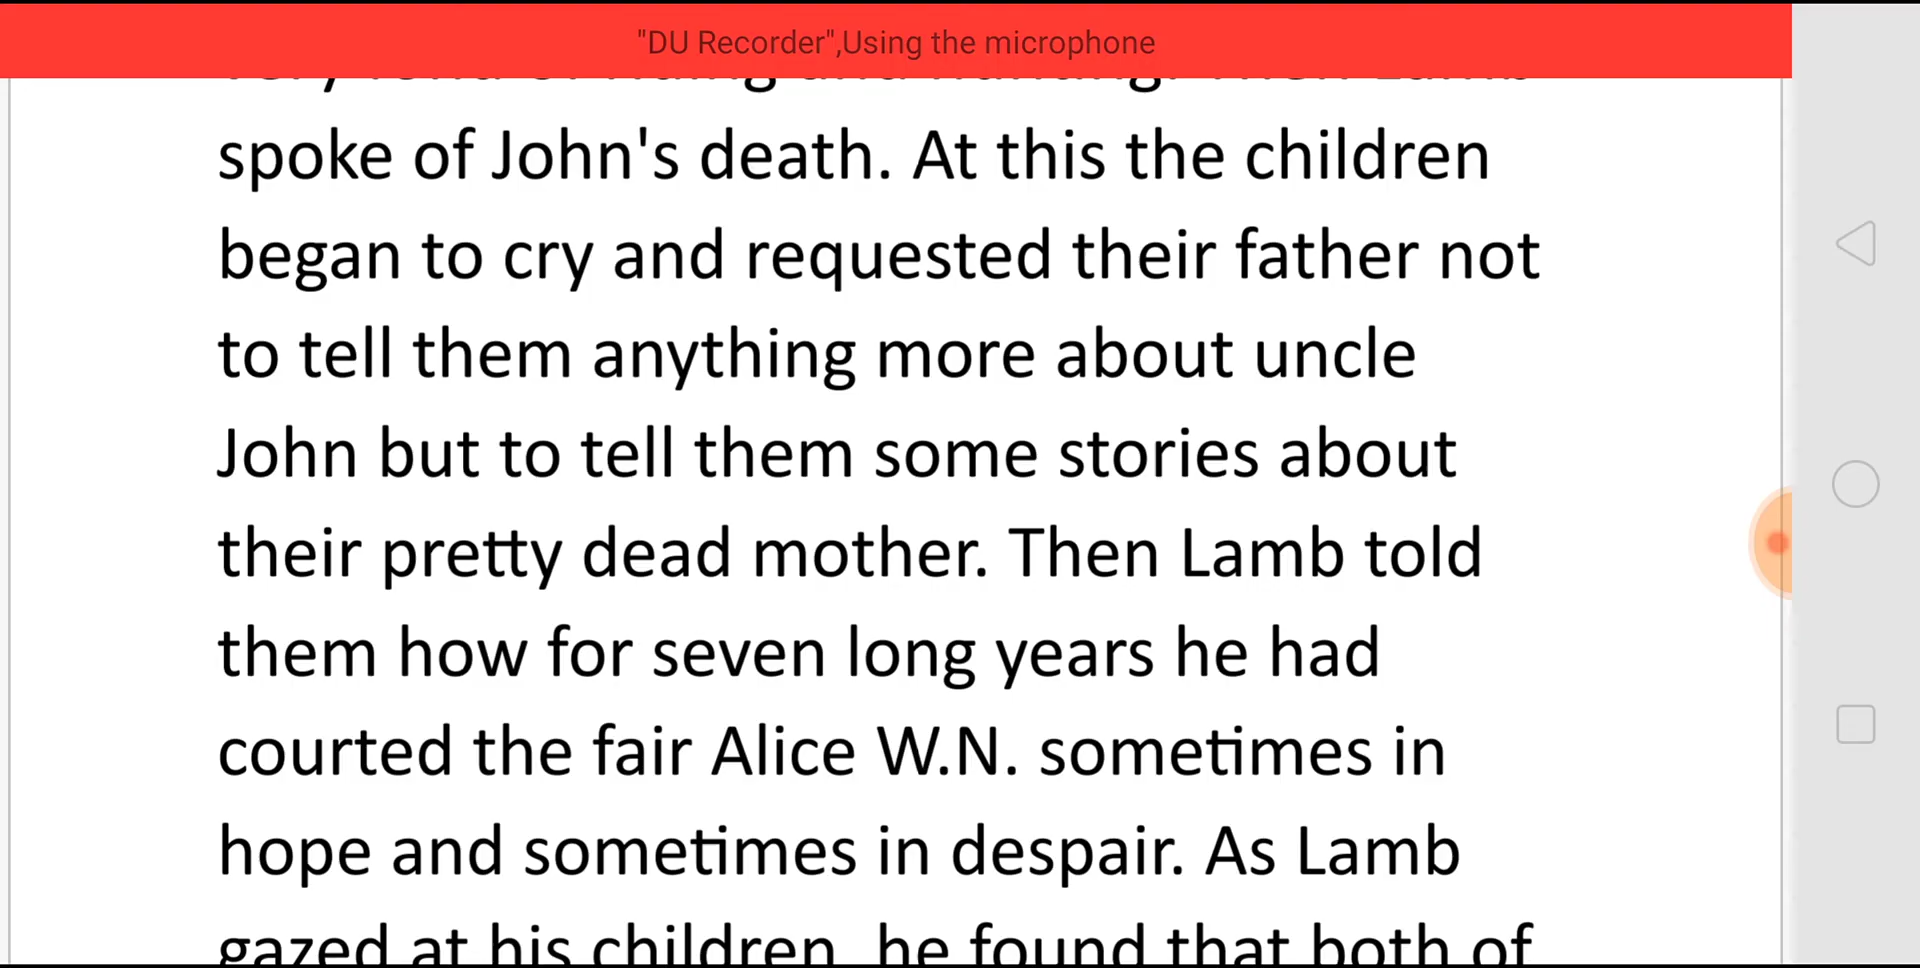 "DU Recorder",Using the microphone
spoke of John's death. At this the children
began to cry and requested their father not
to tell them anything more about uncle
John but to tell them some stories about
their pretty dead mother. Then Lamb told
them how for seven long years he had
courted the fair Alice W.N. sometimes in
hope and sometimes in despair. As Lamb
gazed at his children, he found that both of